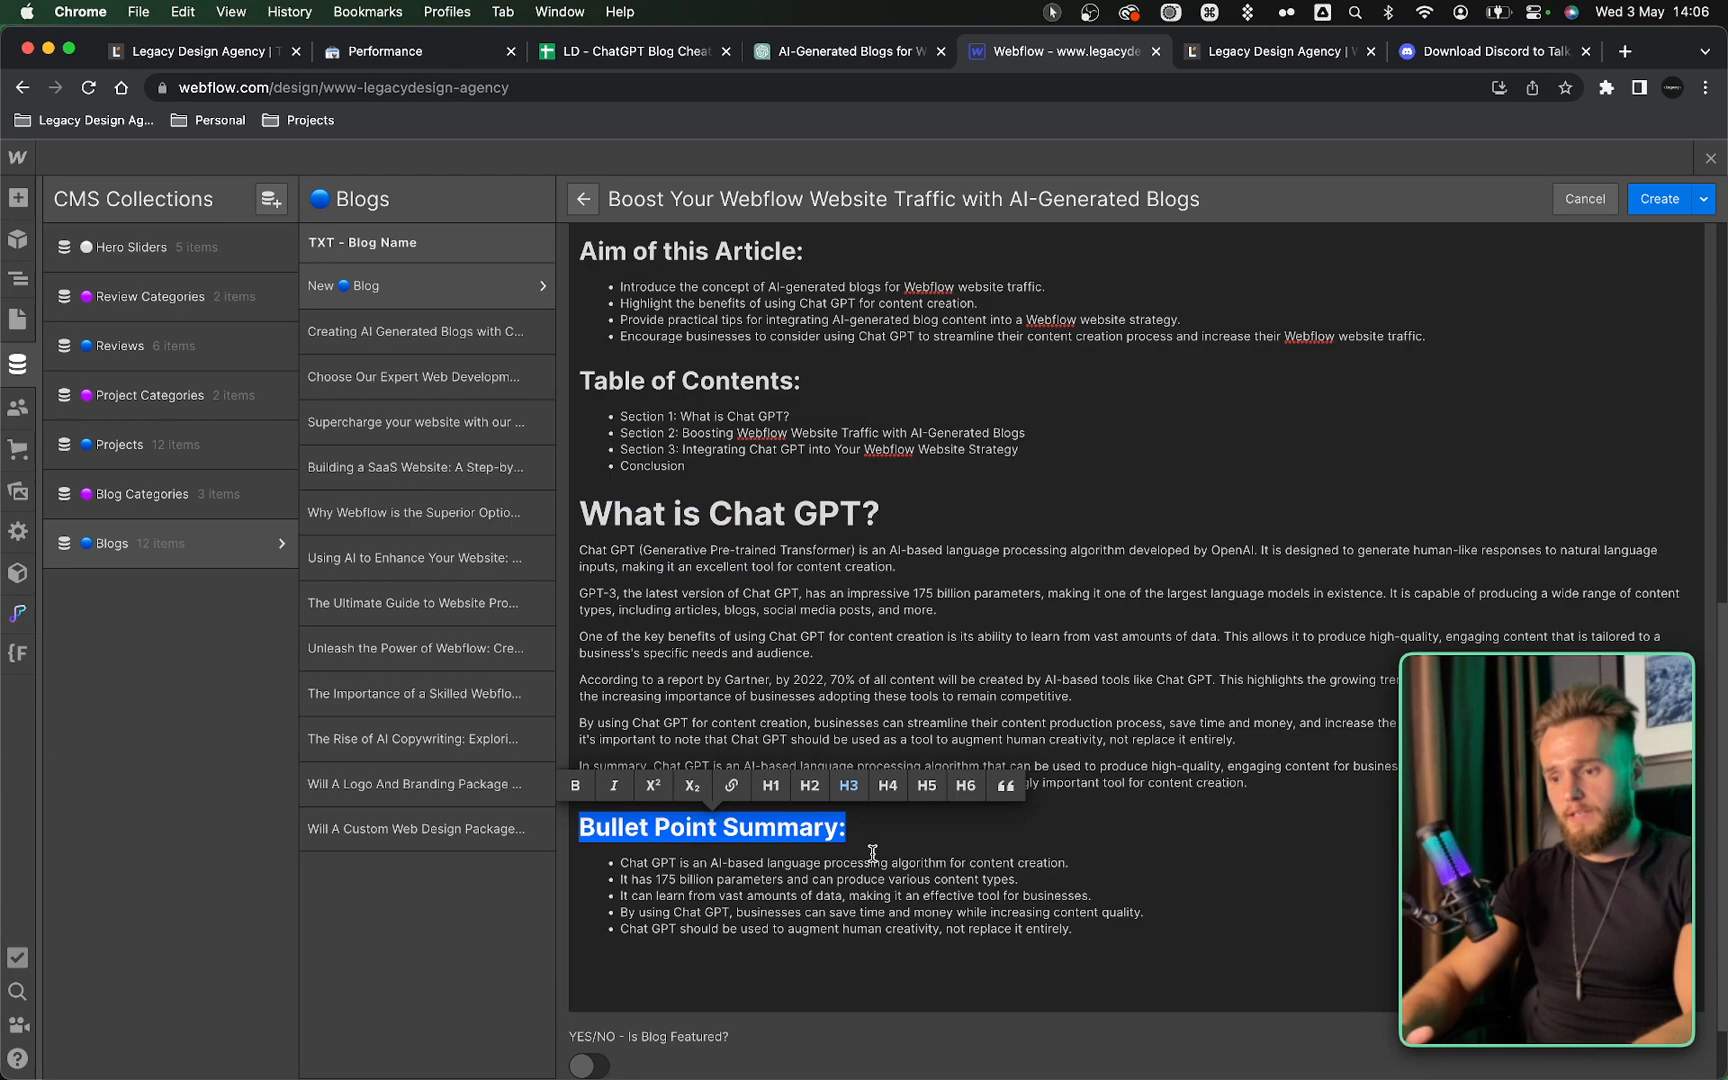 Chrome File Edit View History Bookmarks Profiles Tab Window Help Wed 3 May 14:06
Legacy Design Agency | T Performance LD - ChatGPT Blog Cheat AI-Generated Blogs for W Webflow - www.legacyde Legacy Design Agency | Download Discord to Talk
webflow.com/design/www-legacydesign-agency
Legacy Design Ag... Personal Projects
CMS Collections
Hero Sliders 5 items
Review Categories 2 items
Reviews 6 items
Project Categories 2 items
Projects 12 items
Blog Categories 3 items
Blogs 12 items
Blogs
TXT - Blog Name
New Blog
Creating AI Generated Blogs with C...
Choose Our Expert Web Developm...
Supercharge your website with our ...
Building a SaaS Website: A Step-by...
Why Webflow is the Superior Optio...
Using AI to Enhance Your Website: ...
The Ultimate Guide to Website Pro...
Unleash the Power of Webflow: Cre...
The Importance of a Skilled Webflo...
The Rise of AI Copywriting: Explori...
Will A Logo And Branding Package ...
Will A Custom Web Design Package...
Boost Your Webflow Website Traffic with AI-Generated Blogs
Cancel Create
Aim of this Article:
• Introduce the concept of AI-generated blogs for Webflow website traffic.
• Highlight the benefits of using Chat GPT for content creation.
• Provide practical tips for integrating AI-generated blog content into a Webflow website strategy.
• Encourage businesses to consider using Chat GPT to streamline their content creation process and increase their Webflow website traffic.
Table of Contents:
• Section 1: What is Chat GPT?
• Section 2: Boosting Webflow Website Traffic with AI-Generated Blogs
• Section 3: Integrating Chat GPT into Your Webflow Website Strategy
• Conclusion
What is Chat GPT?
Chat GPT (Generative Pre-trained Transformer) is an AI-based language processing algorithm developed by OpenAI. It is designed to generate human-like responses to natural language
inputs, making it an excellent tool for content creation.
GPT-3, the latest version of Chat GPT, has an impressive 175 billion parameters, making it one of the largest language models in existence. It is capable of producing a wide range of content
types, including articles, blogs, social media posts, and more.
One of the key benefits of using Chat GPT for content creation is its ability to learn from vast amounts of data. This allows it to produce high-quality, engaging content that is tailored to a
business's specific needs and audience.
According to a report by Gartner, by 2022, 70% of all content will be created by AI-based tools like Chat GPT. This highlights the growing
the increasing importance of businesses adopting these tools to remain competitive.
By using Chat GPT for content creation, businesses can streamline their content production process, save time and money, and increase the
it's important to note that Chat GPT should be used as a tool to augment human creativity, not replace it entirely.
In summary, Chat GPT is an AI-based language processing algorithm that can be used to produce high-quality, engaging content for
B I X² X₂ H1 H2 H3 H4 H5 H6
important tool for content creation.
Bullet Point Summary:
• Chat GPT is an AI-based language processing algorithm for content creation.
• It has 175 billion parameters and can produce various content types.
• It can learn from vast amounts of data, making it an effective tool for businesses.
• By using Chat GPT, businesses can save time and money while increasing content quality.
• Chat GPT should be used to augment human creativity, not replace it entirely.
YES/NO - Is Blog Featured?